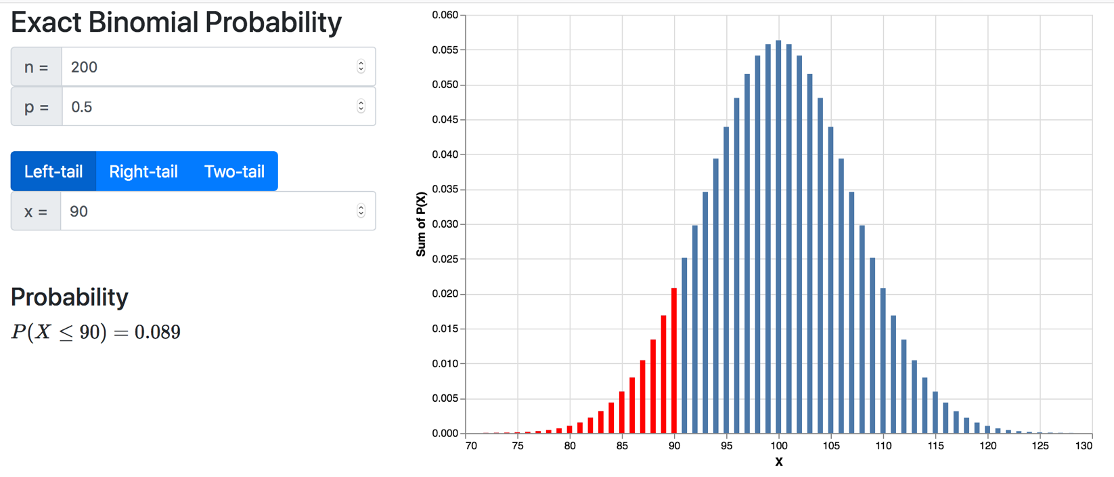 Exact Binomial Probability
n = 200
p = 0.5
Left-tail Right-tail Two-tail
x = 90
Probability
P(X ≤ 90) = 0.089
Sum of P(X)
0.060
0.055
0.050
0.045
0.040
0.035
0.030
0.025
0.020
0.015
0.010
0.005
0.000
70 75 80 85 90 95 100 105 110 115 120 125 130
X